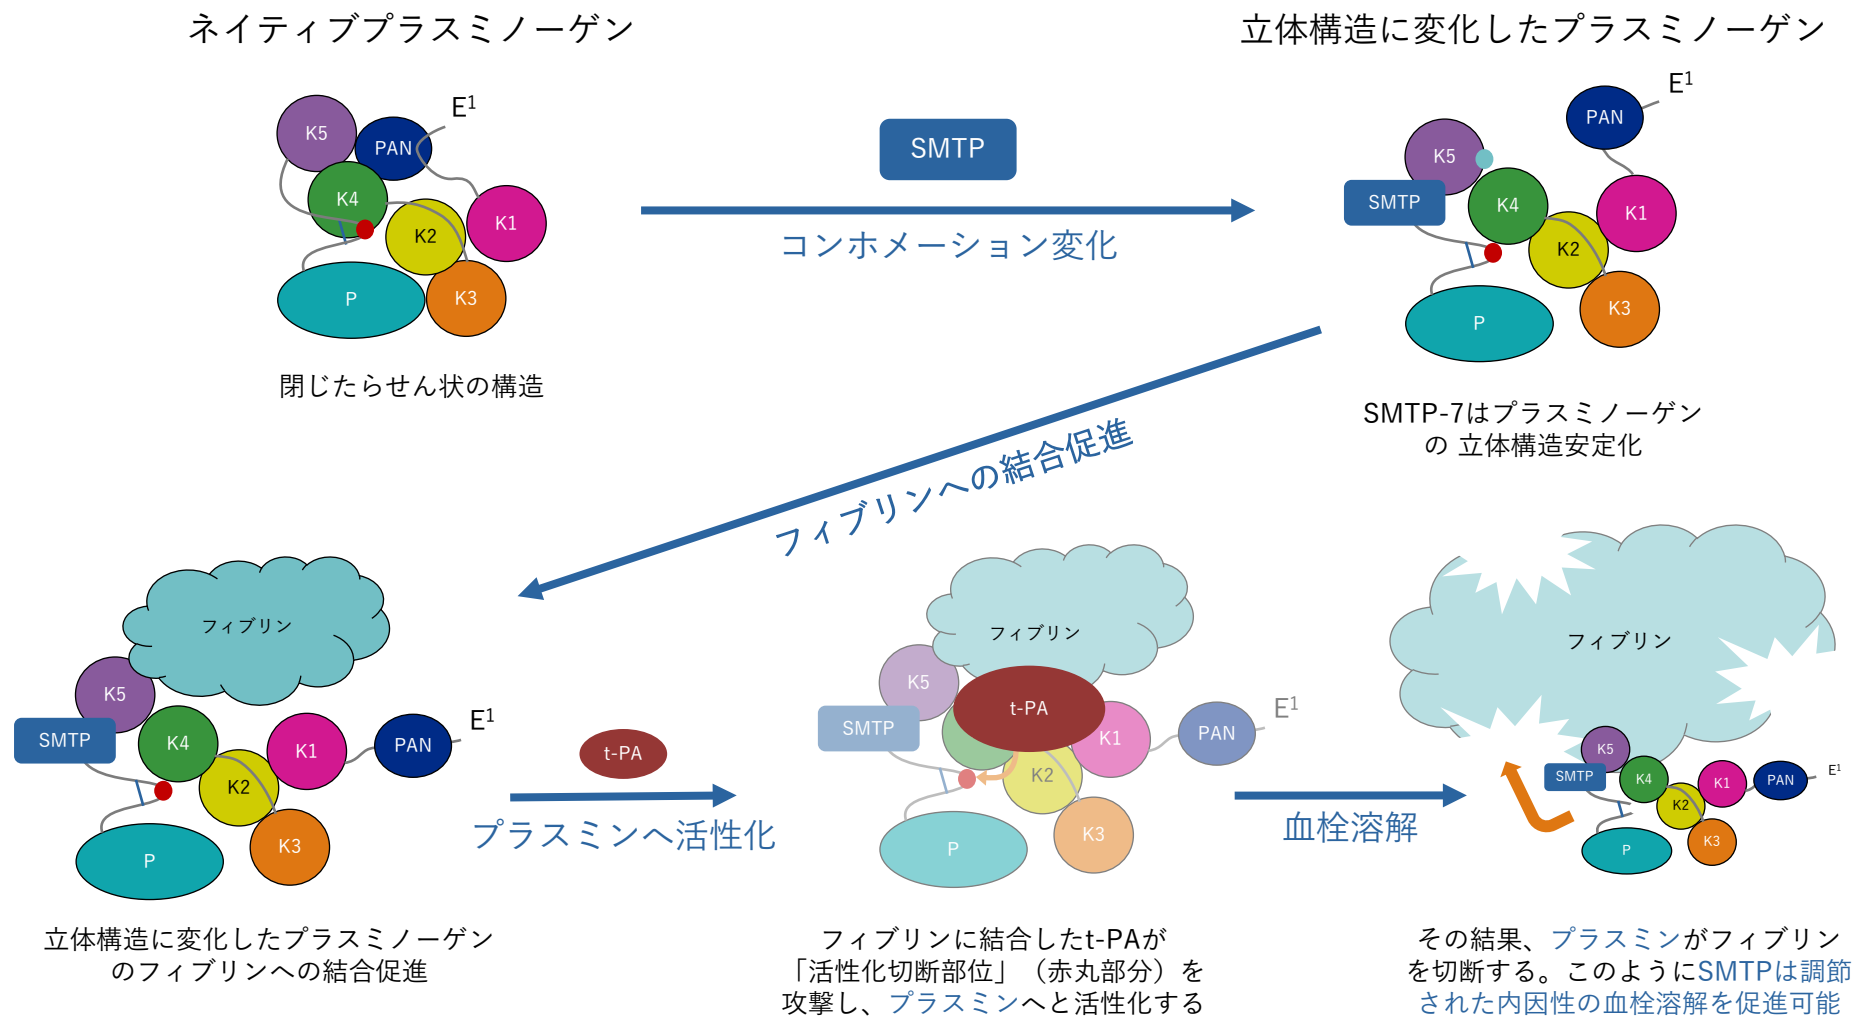 ネイティブプラスミノーゲン
立体構造に変化したプラスミノーゲン
K5
PAN
E1
K4
K2
K1
P
K3
閉じたらせん状の構造
SMTP
コンホメーション変化
E1
PAN
K5
SMTP
K4
K1
K2
K3
P
SMTP-7はプラスミノーゲン
の 立体構造安定化
フィブリンへの結合促進
フィブリン
K5
SMTP
K4
K1
PAN
E1
K2
K3
P
立体構造に変化したプラスミノーゲン
のフィブリンへの結合促進
t-PA
プラスミンへ活性化
フィブリン
K5
t-PA
SMTP
K1
PAN
E1
K2
K3
P
フィブリンに結合したt-PAが
「活性化切断部位」（赤丸部分）を
攻撃し、プラスミンへと活性化する
血栓溶解
フィブリン
K5
SMTP
K4
K1
PAN
E1
K2
K3
P
その結果、プラスミンがフィブリン
を切断する。このようにSMTPは調節
された内因性の血栓溶解を促進可能